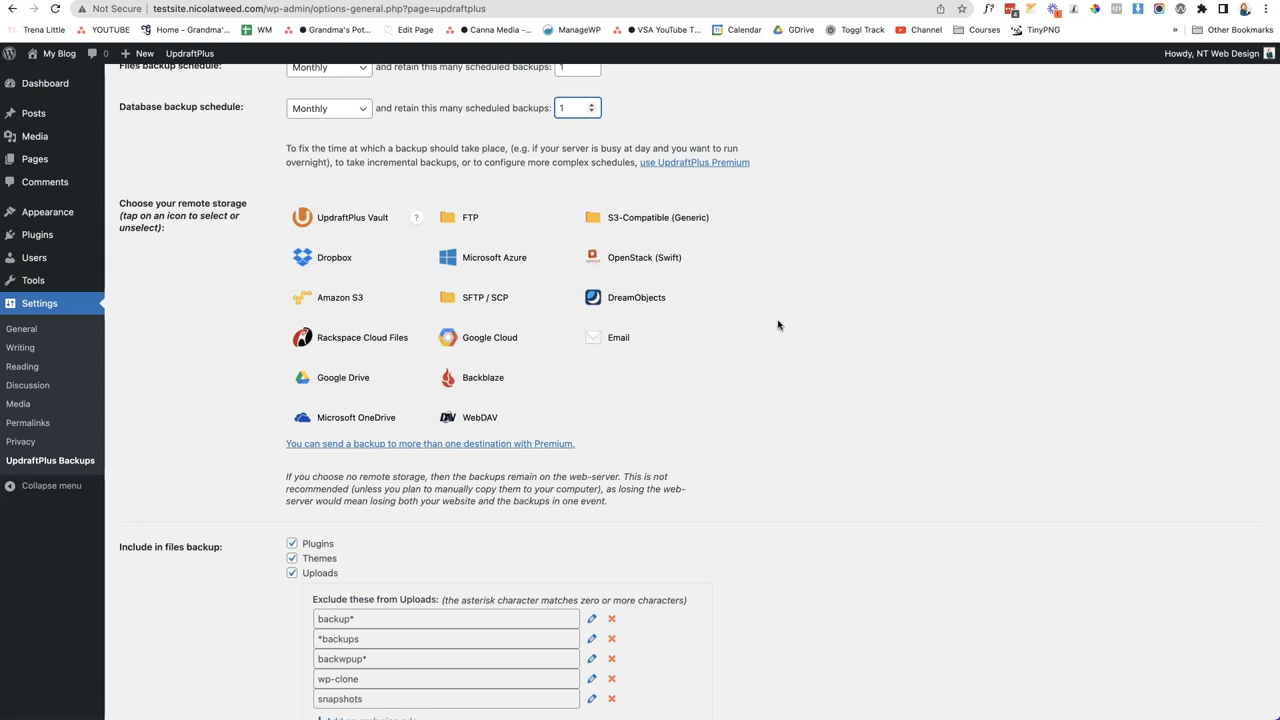 Not Secure | testsite.nicolatweed.com/wp-admin/options-general.php?page=updraftplus
Trena Little YOUTUBE Home - Grandma'... WM Grandma's Pot... Edit Page Canna Media -... ManageWP VSA YouTube T... Calendar GDrive Toggl Track Channel Courses TinyPNG » Other Bookmarks
My Blog 0 + New UpdraftPlus Howdy, NT Web Design
Files backup schedule: Monthly and retain this many scheduled backups: 1
Database backup schedule: Monthly and retain this many scheduled backups: 1
To fix the time at which a backup should take place, (e.g. if your server is busy at day and you want to run
overnight), to take incremental backups, or to configure more complex schedules, use UpdraftPlus Premium
Choose your remote storage
(tap on an icon to select or
unselect):
UpdraftPlus Vault ? FTP S3-Compatible (Generic)
Dropbox Microsoft Azure OpenStack (Swift)
Amazon S3 SFTP / SCP DreamObjects
Rackspace Cloud Files Google Cloud Email
Google Drive Backblaze
Microsoft OneDrive WebDAV
You can send a backup to more than one destination with Premium.
If you choose no remote storage, then the backups remain on the web-server. This is not
recommended (unless you plan to manually copy them to your computer), as losing the web-
server would mean losing both your website and the backups in one event.
Include in files backup:
Plugins
Themes
Uploads
Exclude these from Uploads: (the asterisk character matches zero or more characters)
backup*
*backups
backwpup*
wp-clone
snapshots
Add an exclusion rule
Dashboard
Posts
Media
Pages
Comments
Appearance
Plugins
Users
Tools
Settings
General
Writing
Reading
Discussion
Media
Permalinks
Privacy
UpdraftPlus Backups
Collapse menu